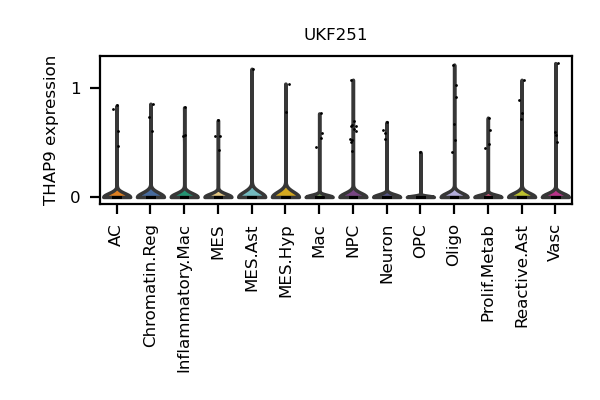 UKF251
THAP9 expression
1
0
AC
Chromatin.Reg
Inflammatory.Mac
MES
MES.Ast
MES.Hyp
Mac
NPC
Neuron
OPC
Oligo
Prolif.Metab
Reactive.Ast
Vasc